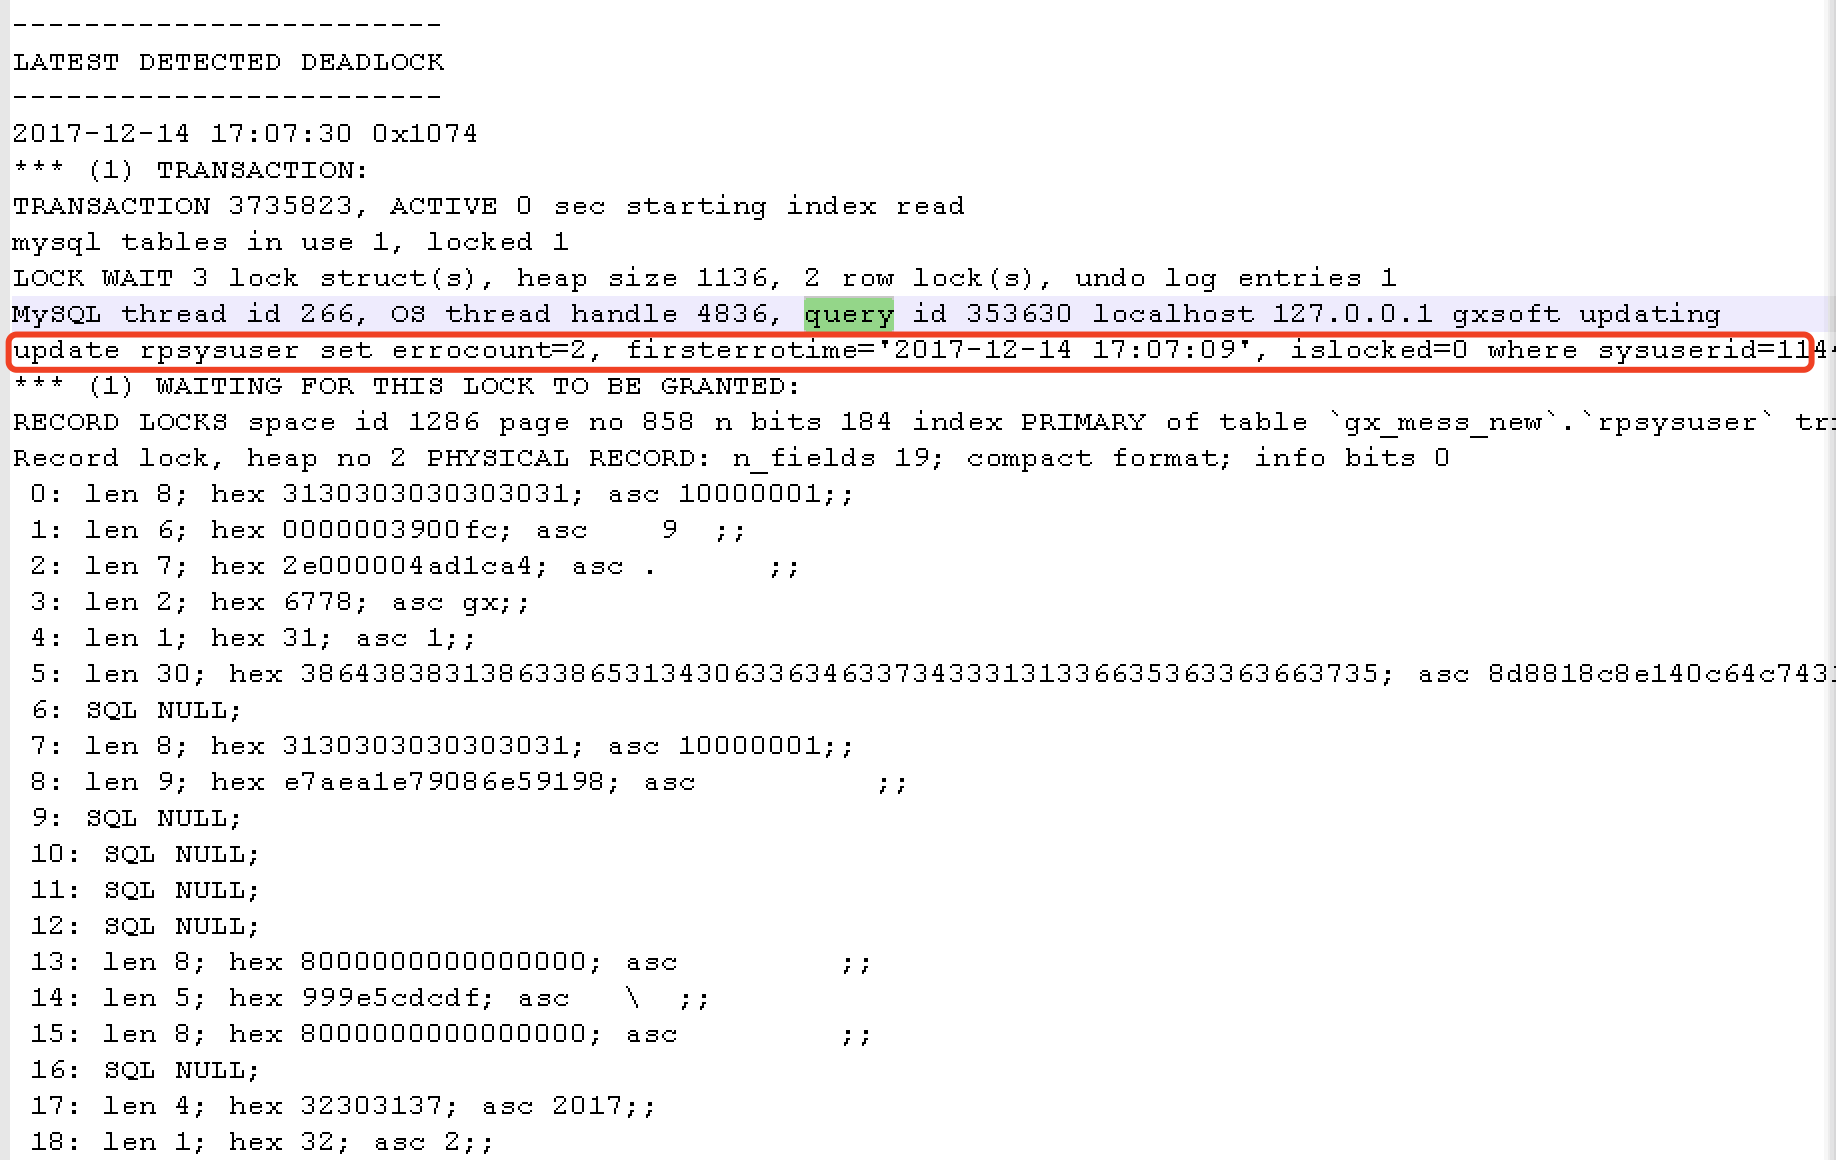 ------------------------
LATEST DETECTED DEADLOCK
------------------------
2017-12-14 17:07:30 0x1074
*** (1) TRANSACTION:
TRANSACTION 3735823, ACTIVE 0 sec starting index read
mysql tables in use 1, locked 1
LOCK WAIT 3 lock struct(s), heap size 1136, 2 row lock(s), undo log entries 1
MySQL thread id 266, OS thread handle 4836, query id 353630 localhost 127.0.0.1 gxsoft updating
update rpsysuser set errocount=2, firsterrotime='2017-12-14 17:07:09', islocked=0 where sysuserid=114
*** (1) WAITING FOR THIS LOCK TO BE GRANTED:
RECORD LOCKS space id 1286 page no 858 n bits 184 index PRIMARY of table `gx_mess_new`.`rpsysuser` tr
Record lock, heap no 2 PHYSICAL RECORD: n_fields 19; compact format; info bits 0
0: len 8; hex 3130303030303031; asc 10000001;;
1: len 6; hex 0000003900fc; asc    9  ;;
2: len 7; hex 2e000004ad1ca4; asc .      ;;
3: len 2; hex 6778; asc gx;;
4: len 1; hex 31; asc 1;;
5: len 30; hex 386438383138633865313430633634633734333131336635363363663735; asc 8d8818c8e140c64c743
6: SQL NULL;
7: len 8; hex 3130303030303031; asc 10000001;;
8: len 9; hex e7aea1e79086e59198; asc          ;;
9: SQL NULL;
10: SQL NULL;
11: SQL NULL;
12: SQL NULL;
13: len 8; hex 8000000000000000; asc         ;;
14: len 5; hex 999e5cdcdf; asc   \  ;;
15: len 8; hex 8000000000000000; asc         ;;
16: SQL NULL;
17: len 4; hex 32303137; asc 2017;;
18: len 1; hex 32; asc 2;;